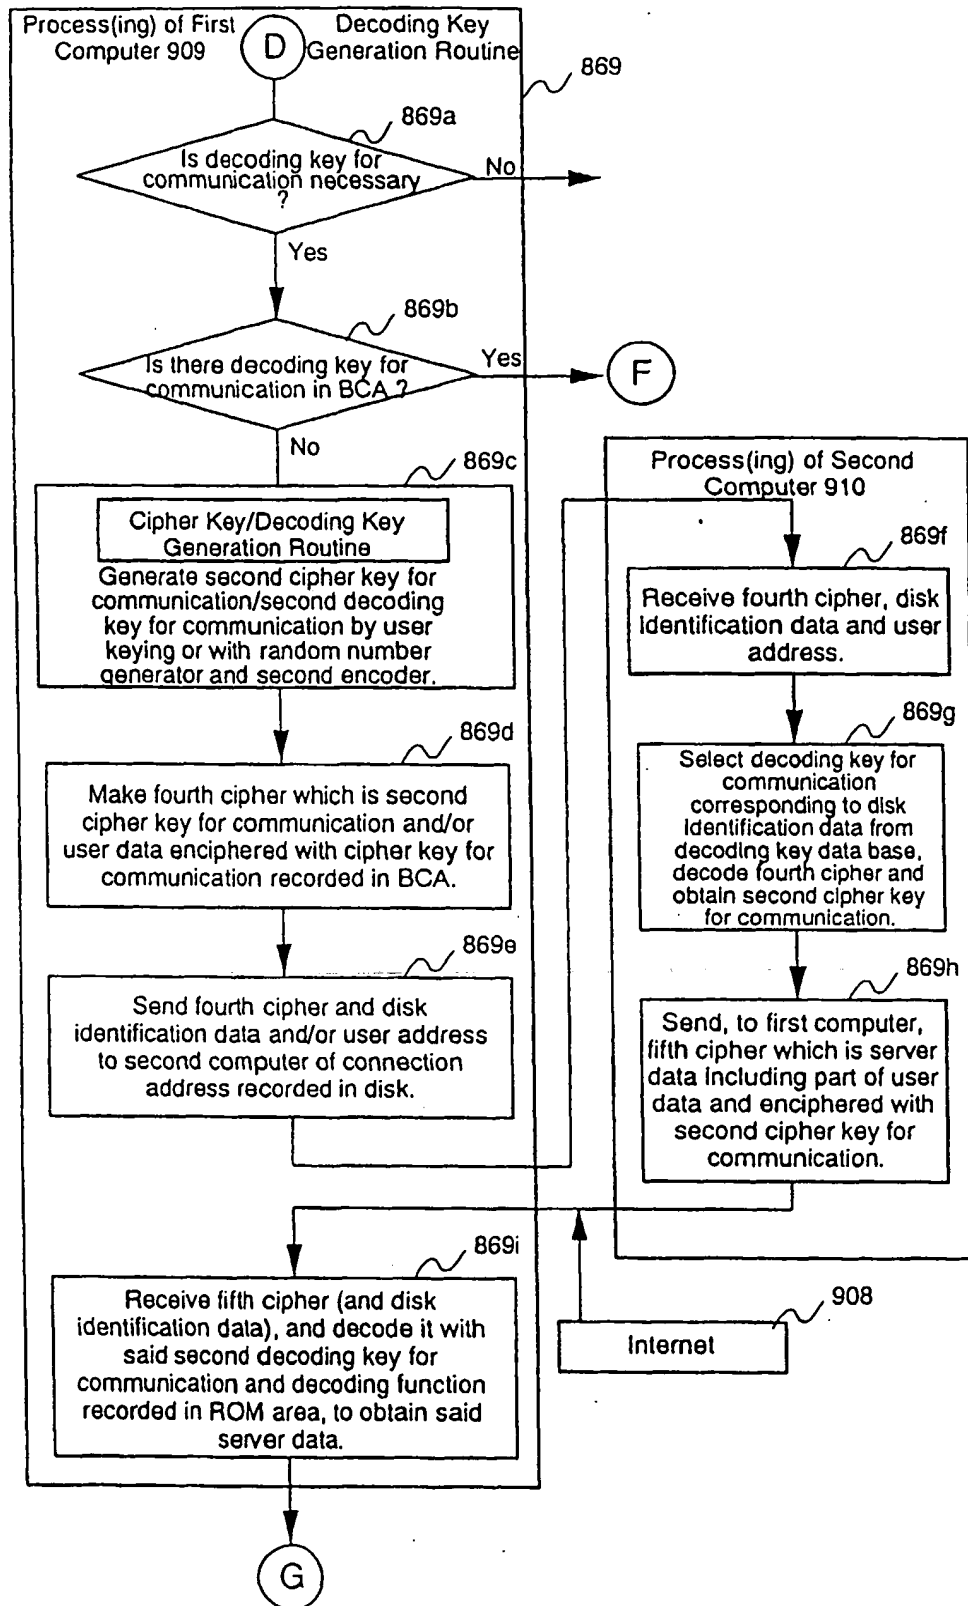 Process(ing) of First
Computer 909
D
Decoding Key
Generation Routine
869
869a
Is decoding key for
communication necessary
?
No
Yes
869b
Is there decoding key for
communication in BCA ?
Yes
F
No
869c
Cipher Key/Decoding Key
Generation Routine
Generate second cipher key for
communication/second decoding
key for communication by user
keying or with random number
generator and second encoder.
869d
Make fourth cipher which is second
cipher key for communication and/or
user data enciphered with cipher key for
communication recorded in BCA.
869e
Send fourth cipher and disk
identification data and/or user address
to second computer of connection
address recorded in disk.
Process(ing) of Second
Computer 910
869f
Receive fourth cipher, disk
identification data and user
address.
869g
Select decoding key for
communication
corresponding to disk
identification data from
decoding key data base,
decode fourth cipher and
obtain second cipher key
for communication.
869h
Send, to first computer,
fifth cipher which is server
data including part of user
data and enciphered with
second cipher key for
communication.
869i
Receive fifth cipher (and disk
identification data), and decode it with
said second decoding key for
communication and decoding function
recorded in ROM area, to obtain said
server data.
908
Internet
G